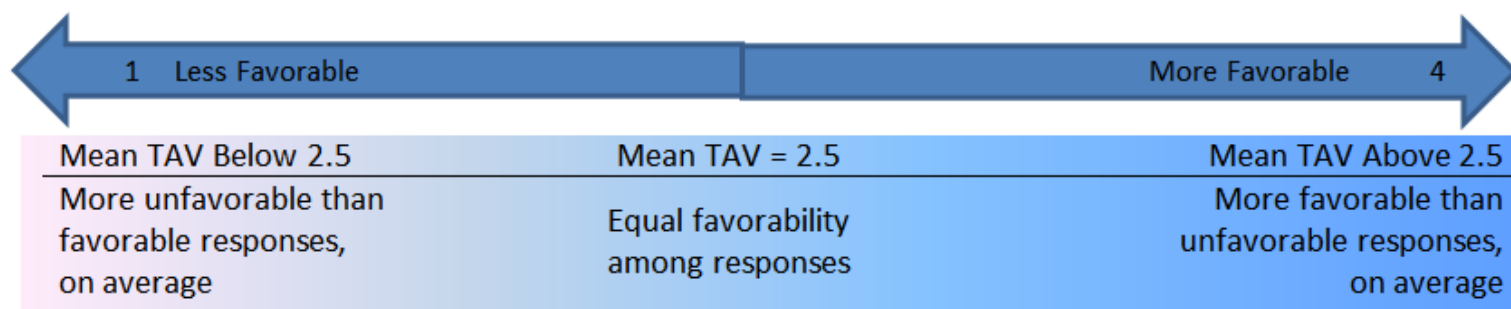 1 Less Favorable More Favorable 4
Mean TAV Below 2.5 Mean TAV = 2.5 Mean TAV Above 2.5
More unfavorable than
favorable responses,
on average
Equal favorability
among responses
More favorable than
unfavorable responses,
on average